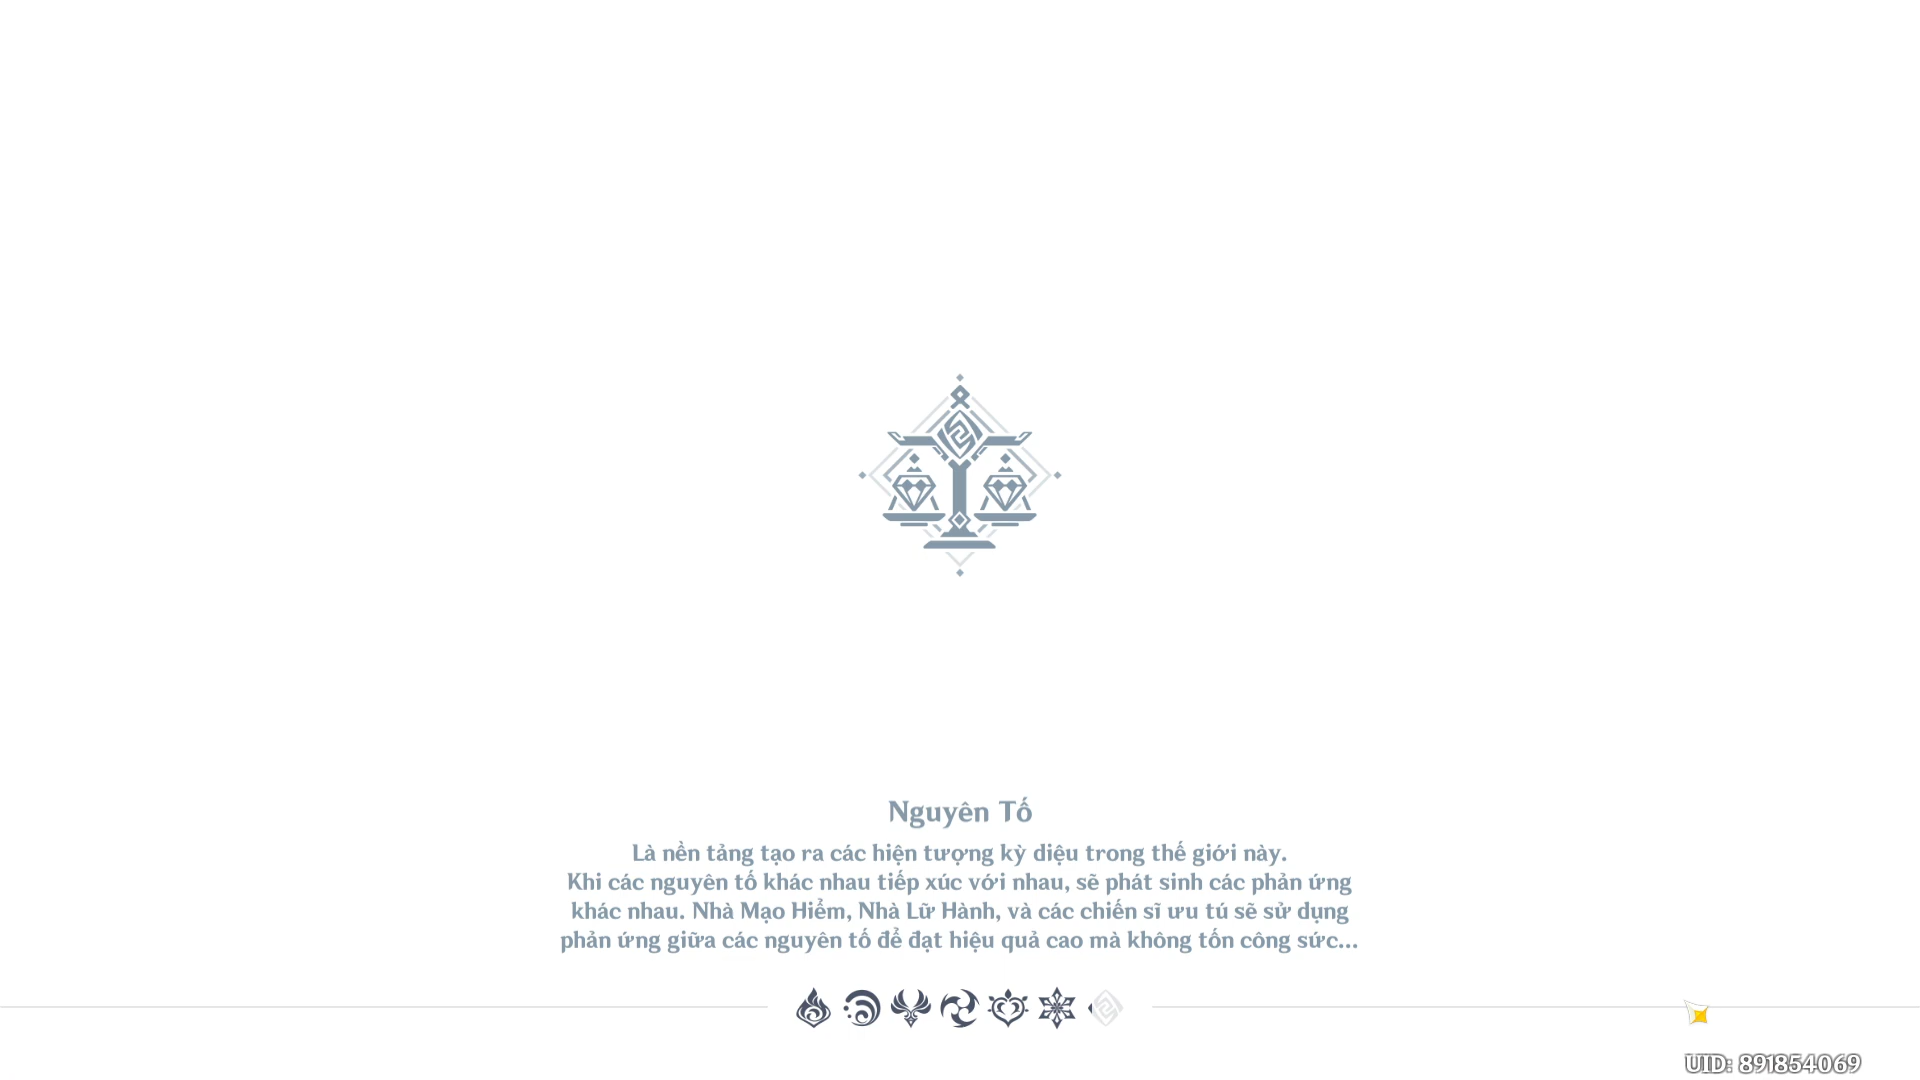 Nguyên Tố
Là nền tảng tạo ra các hiện tượng kỳ diệu trong thế giới này.
Khi các nguyên tố khác nhau tiếp xúc với nhau, sẽ phát sinh các phản ứng
khác nhau. Nhà Mạo Hiểm, Nhà Lữ Hành, và các chiến sĩ ưu tú sẽ sử dụng
phản ứng giữa các nguyên tố để đạt hiệu quả cao mà không tốn công sức...
UID: 891854069